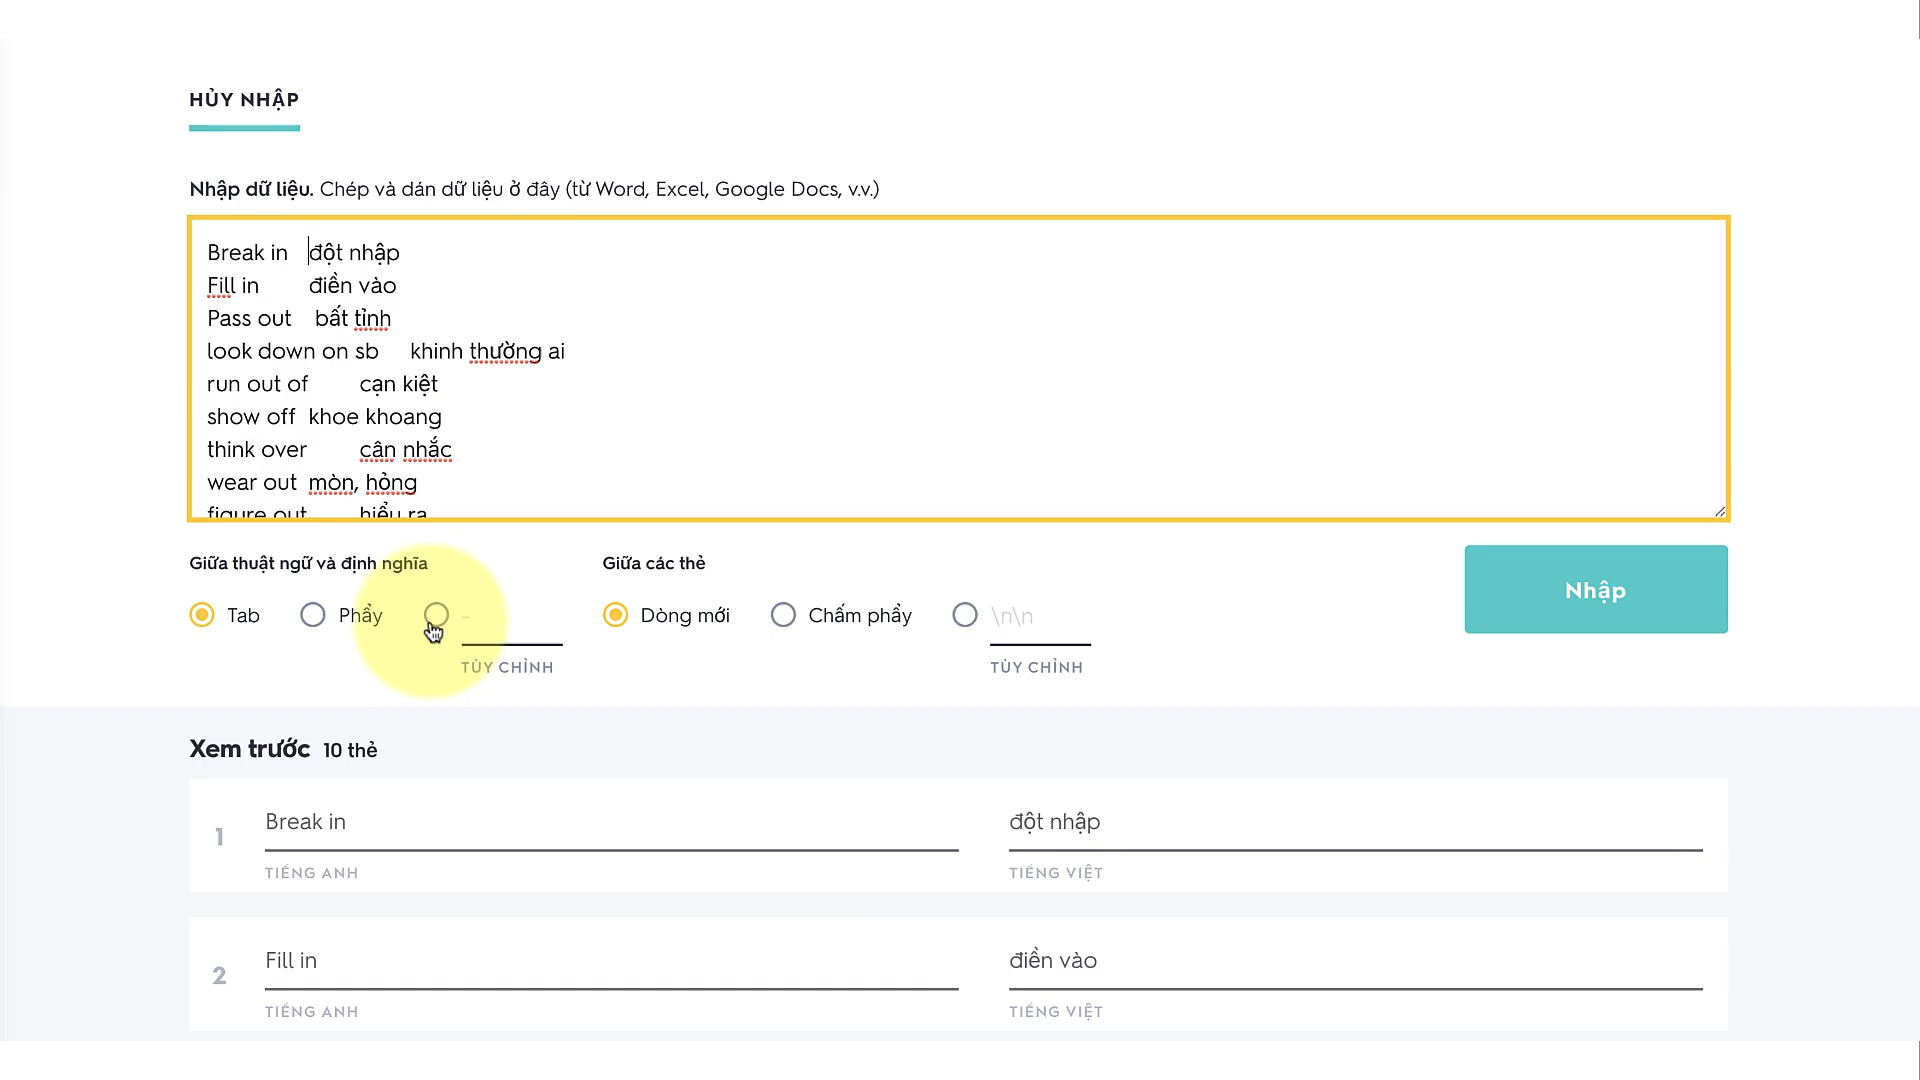 HỦY NHẬP
Nhập dữ liệu. Chép và dán dữ liệu ở đây (từ Word, Excel, Google Docs, v.v.)
Break in đột nhập
Fill in điền vào
Pass out bất tỉnh
look down on sb khinh thường ai
run out of cạn kiệt
show off khoe khoang
think over cân nhắc
wear out mòn, hỏng
figure out hiểu ra
Giữa thuật ngữ và định nghĩa Giữa các thẻ
Tab Phẩy - Dòng mới Chấm phẩy \n\n Nhập
TÙY CHỈNH TÙY CHỈNH
Xem trước 10 thẻ
1 Break in đột nhập
TIẾNG ANH TIẾNG VIỆT
2 Fill in điền vào
TIẾNG ANH TIẾNG VIỆT